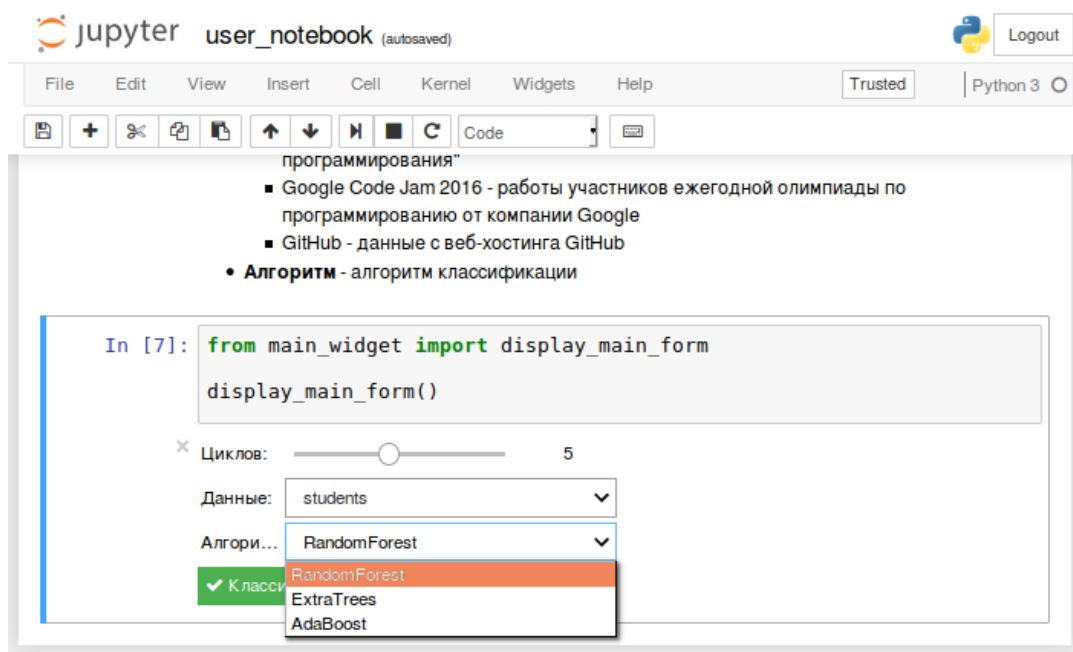 jupyter user_notebook (autosaved) Logout
File Edit View Insert Cell Kernel Widgets Help Trusted Python 3
Code
программирования"
Google Code Jam 2016 - работы участников ежегодной олимпиады по
программированию от компании Google
GitHub - данные с веб-хостинга GitHub
Алгоритм - алгоритм классификации
In [7]: from main_widget import display_main_form
display_main_form()
Циклов: 5
Данные: students
Алгори... RandomForest
Класси
RandomForest
ExtraTrees
AdaBoost